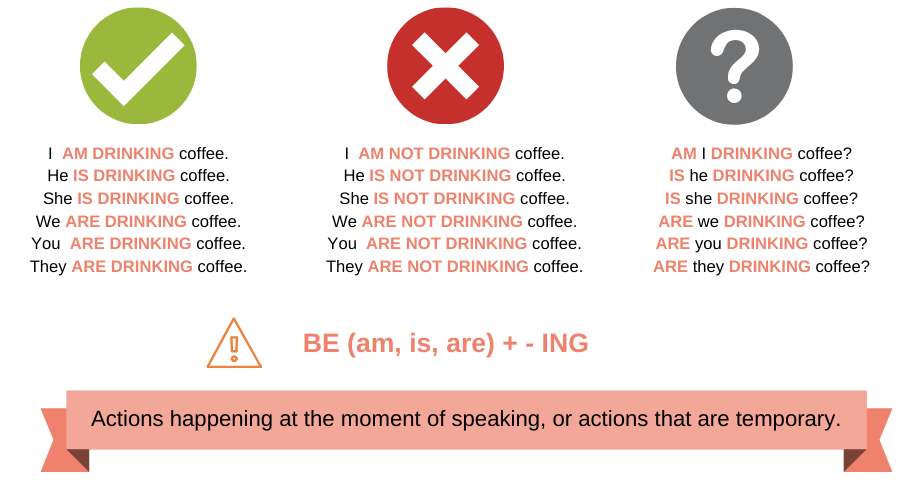 I AM DRINKING coffee.
He IS DRINKING coffee.
She IS DRINKING coffee.
We ARE DRINKING coffee.
You ARE DRINKING coffee.
They ARE DRINKING coffee.
I AM NOT DRINKING coffee.
He IS NOT DRINKING coffee.
She IS NOT DRINKING coffee.
We ARE NOT DRINKING coffee.
You ARE NOT DRINKING coffee.
They ARE NOT DRINKING coffee.
AM I DRINKING coffee?
IS he DRINKING coffee?
IS she DRINKING coffee?
ARE we DRINKING coffee?
ARE you DRINKING coffee?
ARE they DRINKING coffee?
BE (am, is, are) + - ING
Actions happening at the moment of speaking, or actions that are temporary.